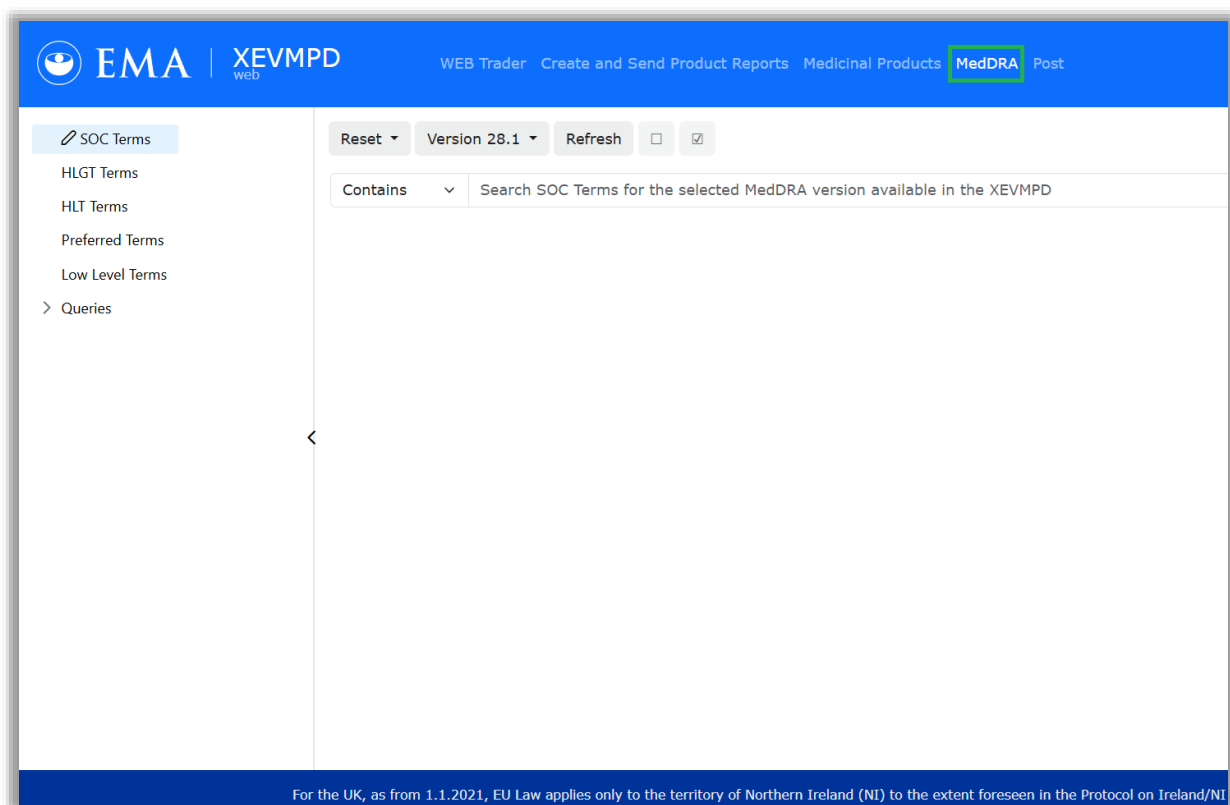 EMA | XEVMPD
web
WEB Trader Create and Send Product Reports Medicinal Products MedDRA Post
SOC Terms
HLGT Terms
HLT Terms
Preferred Terms
Low Level Terms
Queries
Reset Version 28.1 Refresh
Contains Search SOC Terms for the selected MedDRA version available in the XEVMPD
For the UK, as from 1.1.2021, EU Law applies only to the territory of Northern Ireland (NI) to the extent foreseen in the Protocol on Ireland/NI